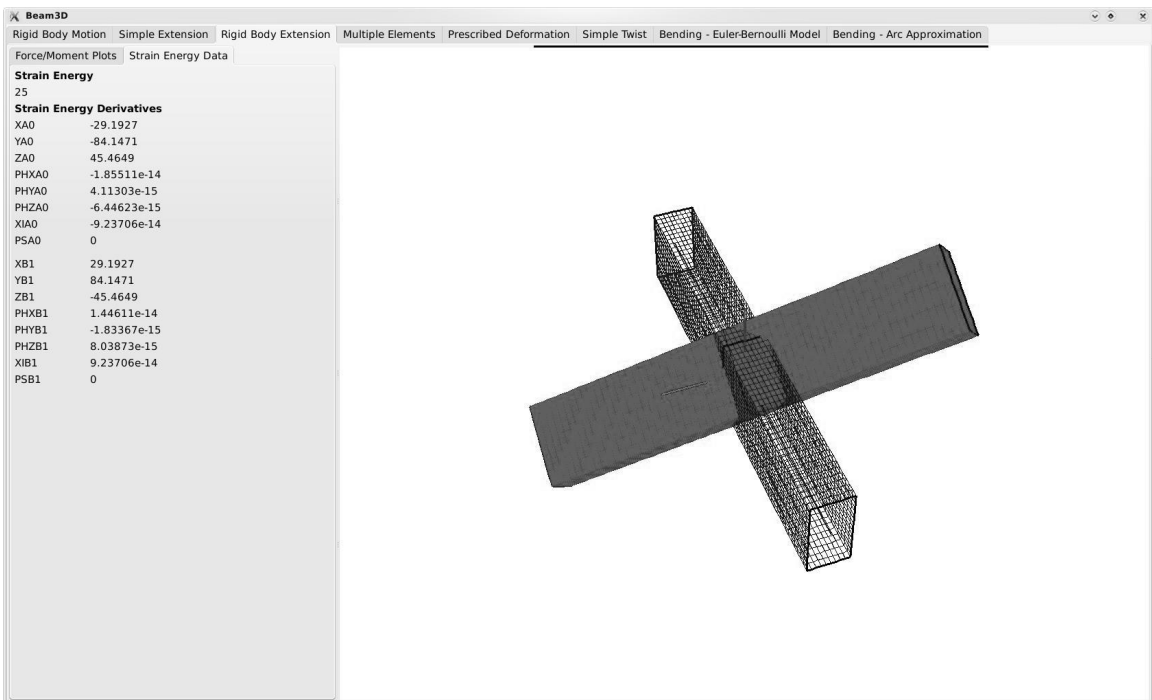 Beam3D
Rigid Body Motion Simple Extension Rigid Body Extension Multiple Elements Prescribed Deformation Simple Twist Bending - Euler-Bernoulli Model Bending - Arc Approximation
Force/Moment Plots Strain Energy Data
Strain Energy
25
Strain Energy Derivatives
XA0 -29.1927
YA0 -84.1471
ZA0 45.4649
PHXA0 -1.85511e-14
PHYA0 4.11303e-15
PHZA0 -6.44623e-15
XIA0 -9.23706e-14
PSA0 0
XB1 29.1927
YB1 84.1471
ZB1 -45.4649
PHXB1 1.44611e-14
PHYB1 -1.83367e-15
PHZB1 8.03873e-15
XIB1 9.23706e-14
PSB1 0